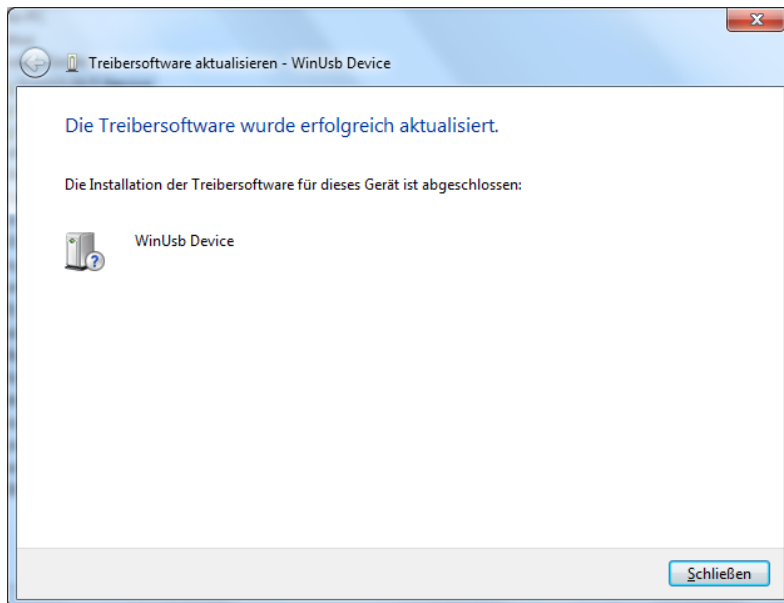 Treibersoftware aktualisieren - WinUsb Device
Die Treibersoftware wurde erfolgreich aktualisiert.
Die Installation der Treibersoftware für dieses Gerät ist abgeschlossen:
WinUsb Device
Schließen